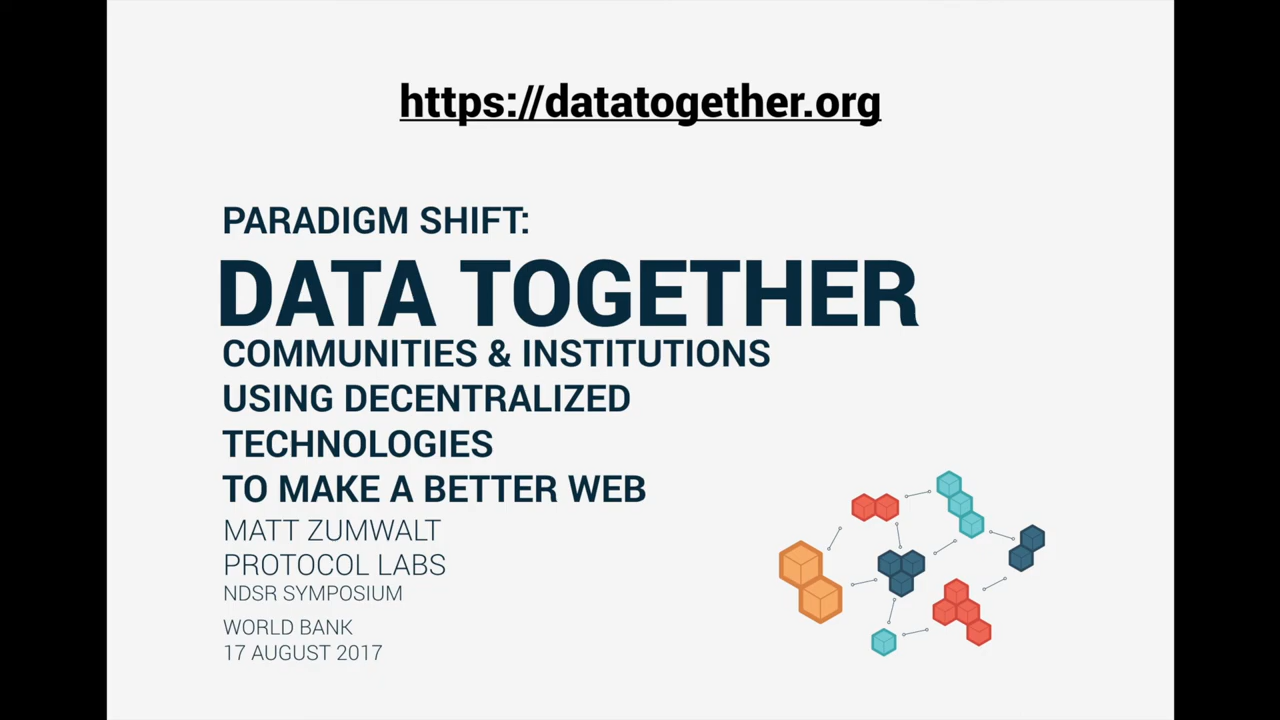 https://datatogether.org
PARADIGM SHIFT:
DATA TOGETHER
COMMUNITIES & INSTITUTIONS
USING DECENTRALIZED
TECHNOLOGIES
TO MAKE A BETTER WEB
MATT ZUMWALT
PROTOCOL LABS
NDSR SYMPOSIUM
WORLD BANK
17 AUGUST 2017